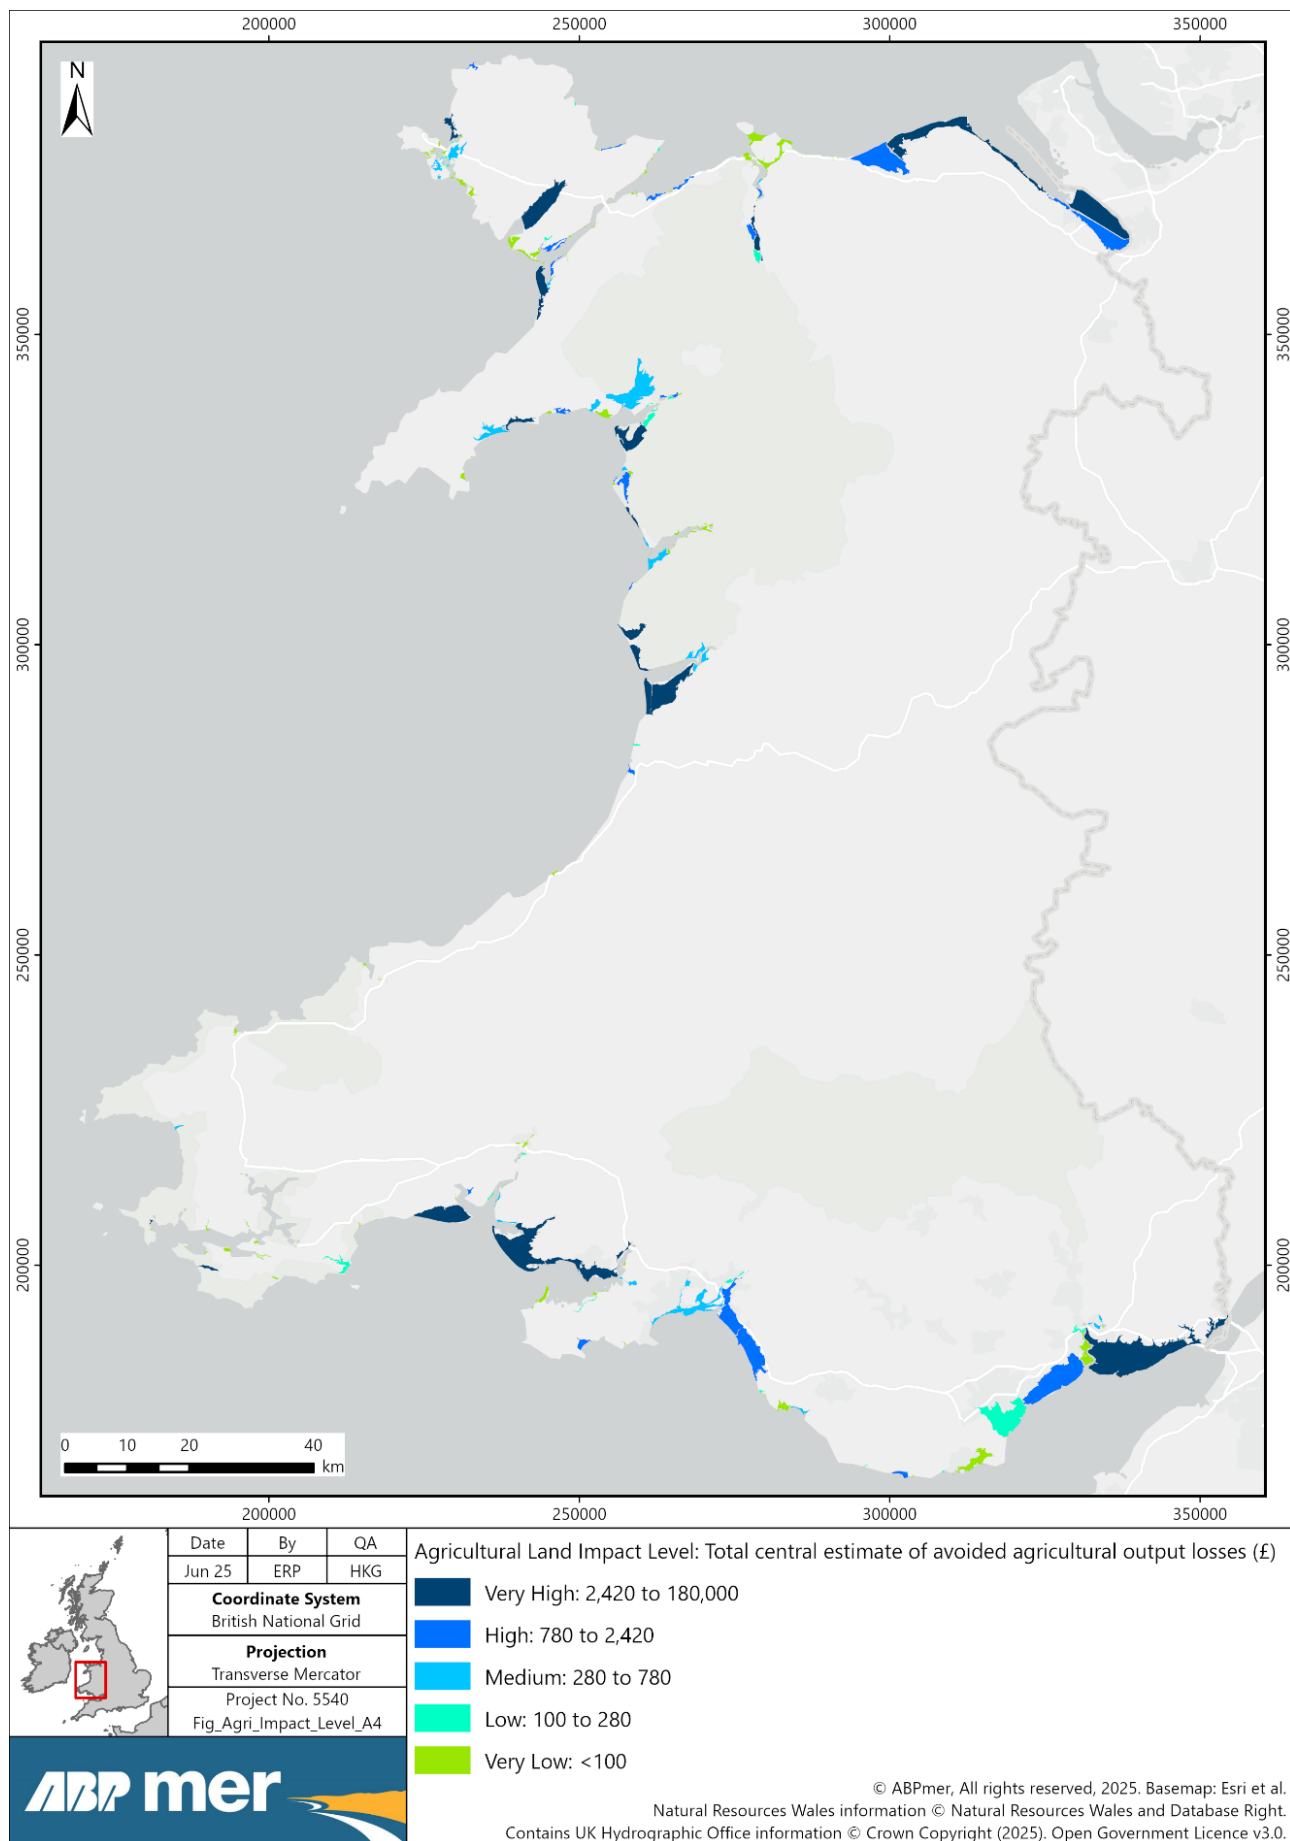 200000 250000 300000 350000
N
350000 350000
300000 300000
250000 250000
200000 200000
0 10 20 40
km
200000 250000 300000 350000
Date By QA
Jun 25 ERP HKG
Coordinate System
British National Grid
Projection
Transverse Mercator
Project No. 5540
Fig_Agri_Impact_Level_A4
ABP mer
Agricultural Land Impact Level: Total central estimate of avoided agricultural output losses (£)
Very High: 2,420 to 180,000
High: 780 to 2,420
Medium: 280 to 780
Low: 100 to 280
Very Low: <100
© ABPmer, All rights reserved, 2025. Basemap: Esri et al.
Natural Resources Wales information © Natural Resources Wales and Database Right.
Contains UK Hydrographic Office information © Crown Copyright (2025). Open Government Licence v3.0.